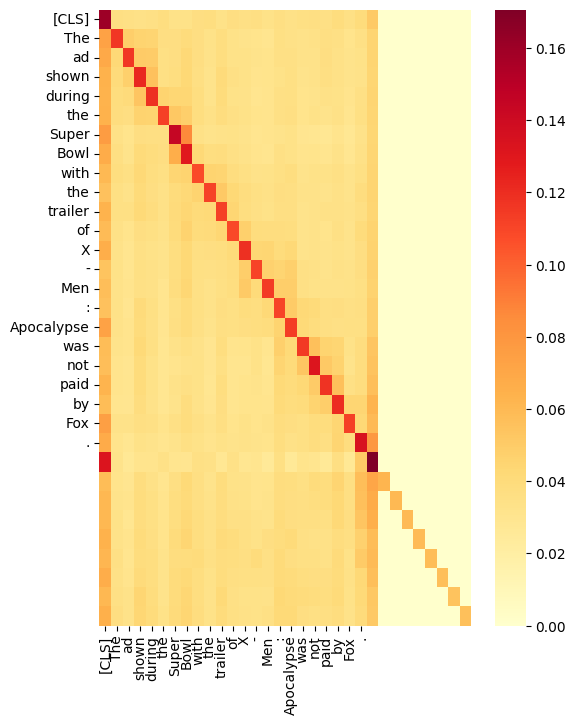 [CLS]
The
ad
shown
during
the
Super
Bowl
with
the
trailer
of
X
-
Men
:
Apocalypse
was
not
paid
by
Fox
.
0.16
0.14
0.12
0.10
0.08
0.06
0.04
0.02
0.00
[CLS]
The
ad
shown
during
the
Super
Bowl
with
the
trailer
of
X
-
Men
:
Apocalypse
was
not
paid
by
Fox
.